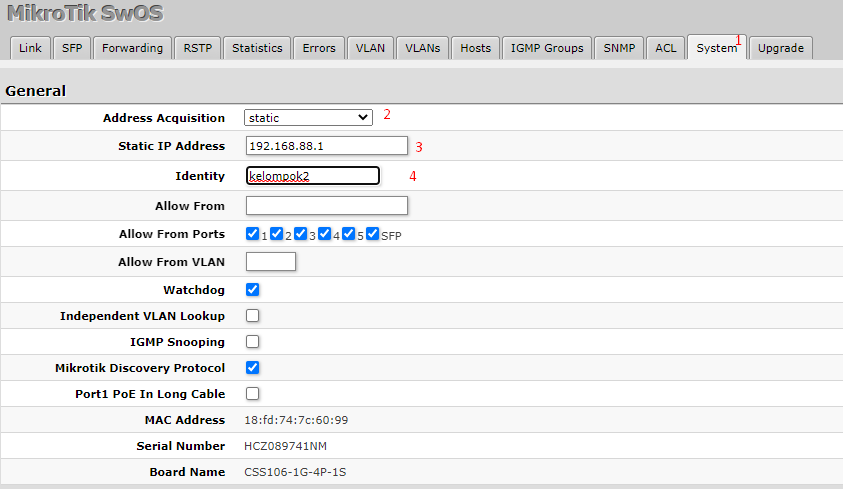 MikroTik SwOS
Link SFP Forwarding RSTP Statistics Errors VLAN VLANs Hosts IGMP Groups SNMP ACL System 1 Upgrade
General
Address Acquisition static 2
Static IP Address 192.168.88.1 3
Identity kelompok2 4
Allow From
Allow From Ports 1 2 3 4 5 SFP
Allow From VLAN
Watchdog
Independent VLAN Lookup
IGMP Snooping
Mikrotik Discovery Protocol
Port1 PoE In Long Cable
MAC Address 18:fd:74:7c:60:99
Serial Number HCZ089741NM
Board Name CSS106-1G-4P-1S